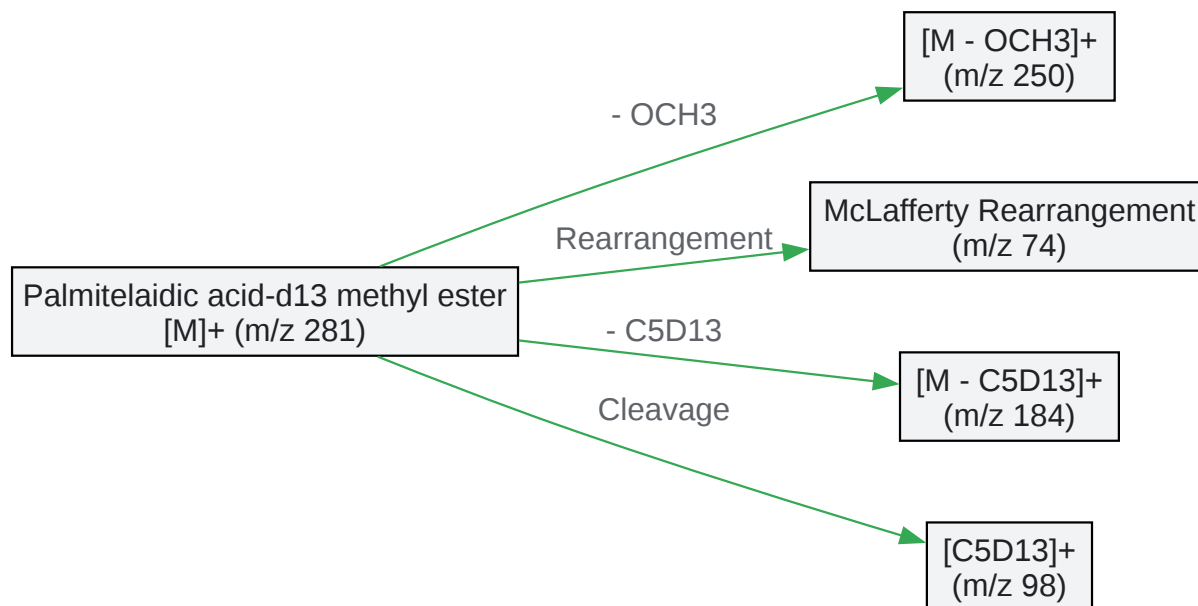 [M - OCH3]+
(m/z 250)
- OCH3
McLafferty Rearrangement
(m/z 74)
Rearrangement
Palmitelaidic acid-d13 methyl ester
[M]+ (m/z 281)
- C5D13
[M - C5D13]+
(m/z 184)
Cleavage
[C5D13]+
(m/z 98)